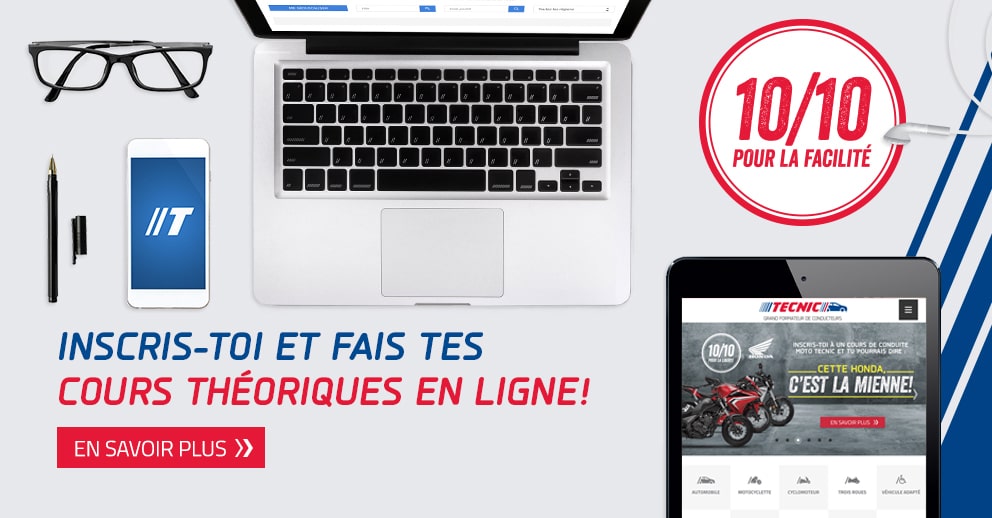 10/10
POUR LA FACILITÉ
T
INSCRIS-TOI ET FAIS TES
COURS THÉORIQUES EN LIGNE!
EN SAVOIR PLUS
TECNIC
GRAND FORMATEUR DE CONDUCTEURS
10/10
POUR LA LIBERTÉ
HONDA
INSCRIS-TOI À UN COURS DE CONDUITE
MOTO TECNIC ET TU POURRAIS DIRE :
CETTE HONDA,
C'EST LA MIENNE!
EN SAVOIR PLUS
AUTOMOBILE
MOTOCYCLETTE
CYCLOMOTEUR
TROIS-ROUES
VÉHICULE ADAPTÉ